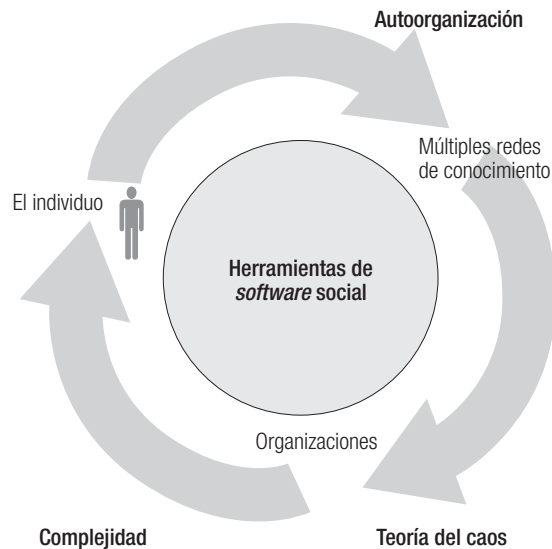 Autoorganización
Múltiples redes
de conocimiento
El individuo
Herramientas de
software social
Organizaciones
Complejidad
Teoría del caos